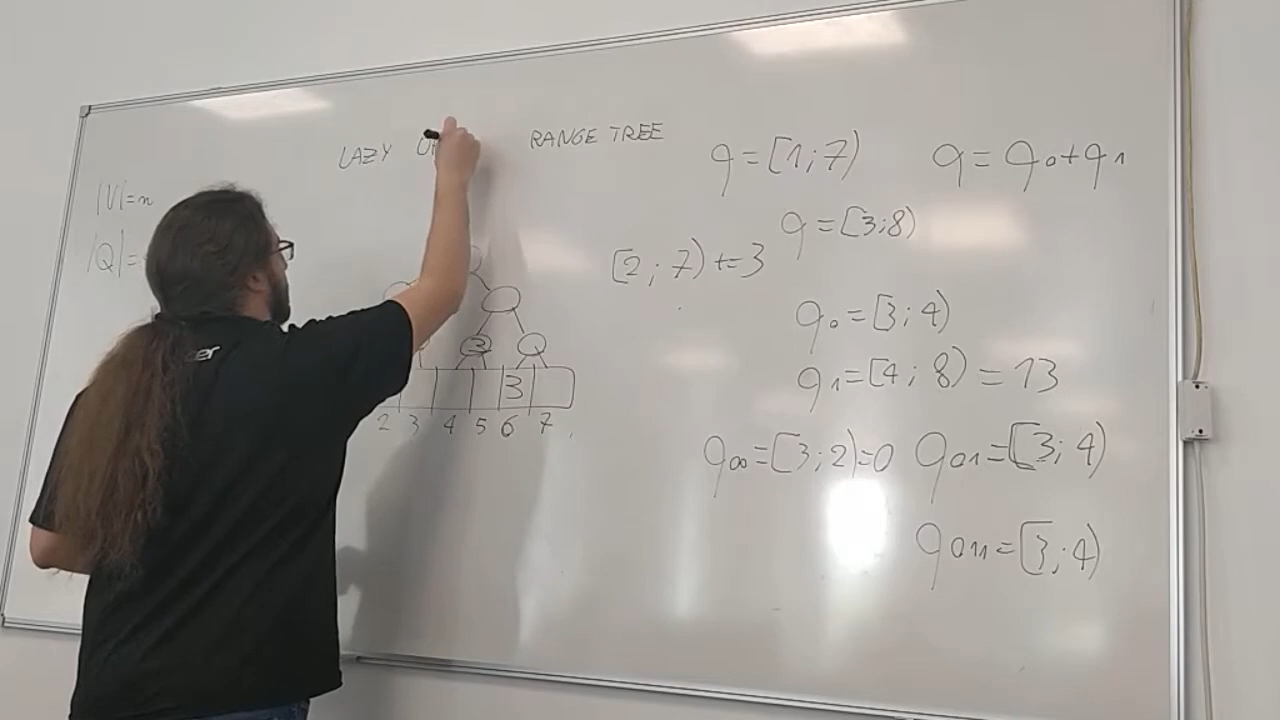 LAZY RANGE TREE
|V|=n
|Q|=
3
3
2 3 4 5 6 7
q=[1;7)
q=q₀+q₁
q=[3;8)
[2;7)+=3
q₀=[3;4)
q₁=[4;8)=13
q₀₀=[3;2)=0
q₀₁=[3;4)
q₀₁₁=[3;4)